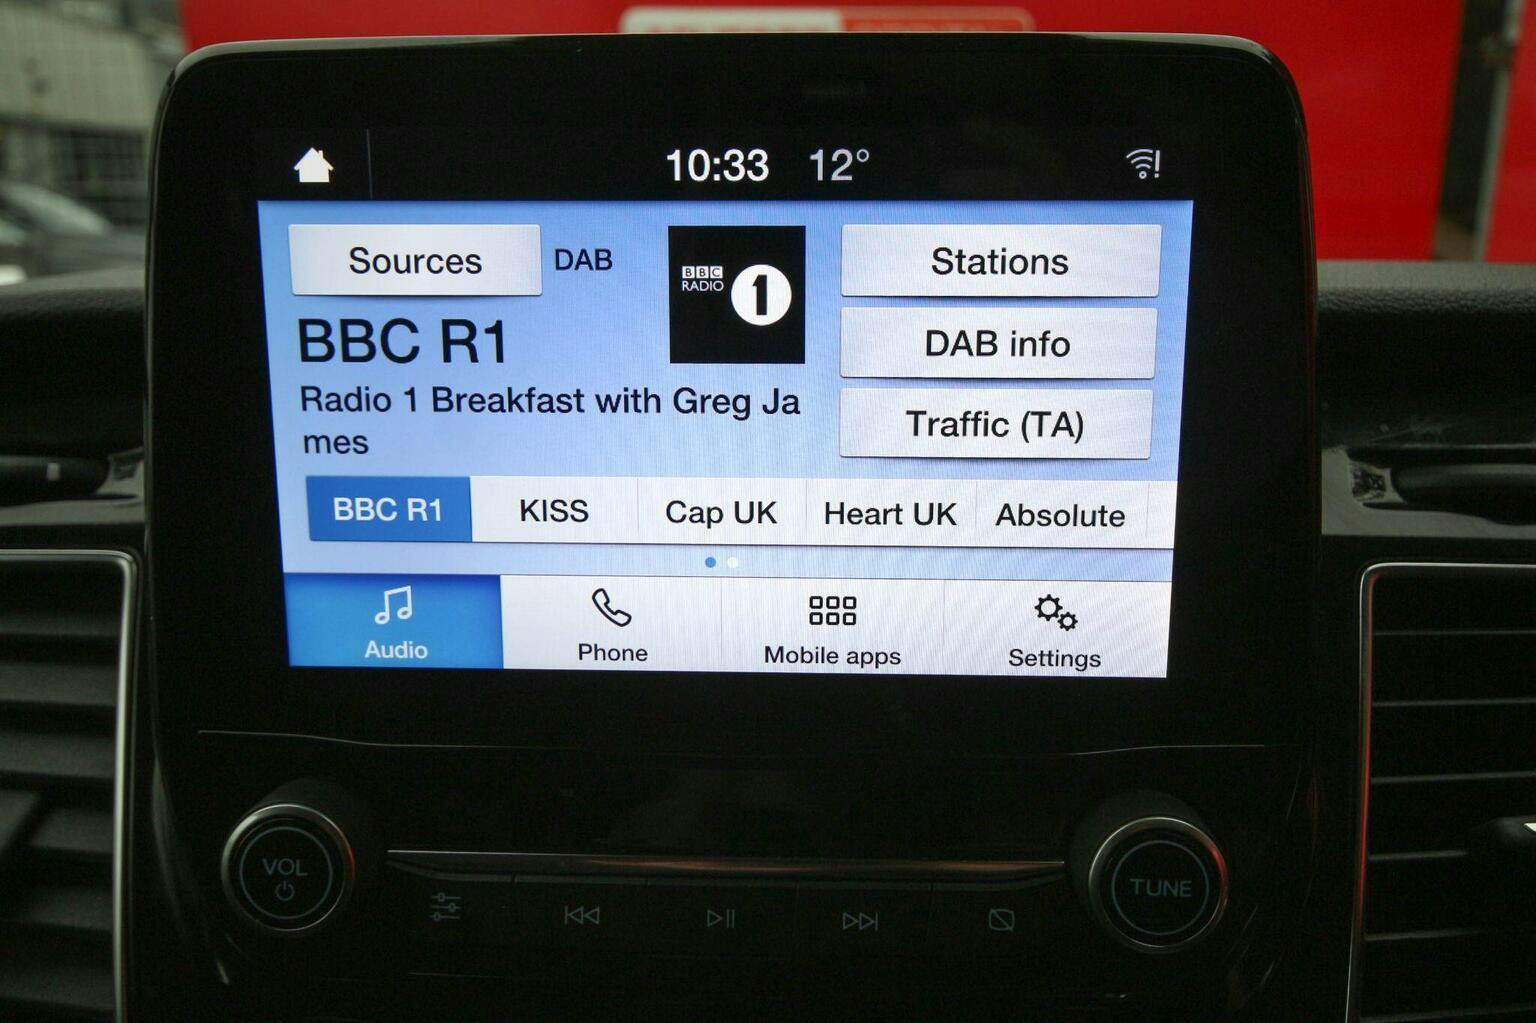 10:33 12°
Sources DAB
BBC RADIO 1
Stations
BBC R1
DAB info
Radio 1 Breakfast with Greg Ja
mes
Traffic (TA)
BBC R1 KISS Cap UK Heart UK Absolute
Audio Phone Mobile apps Settings
VOL
TUNE